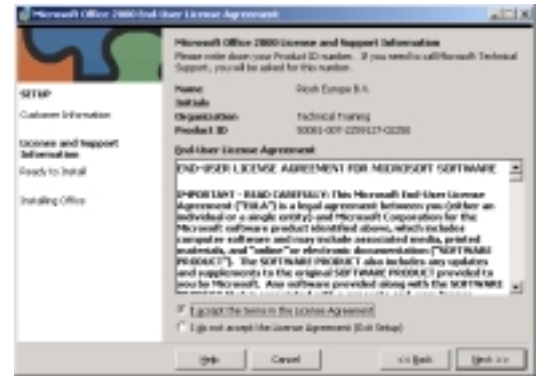 Microsoft Office 2000 End-User License Agreement
Microsoft Office 2000 License and Support Information
Please write down your Product ID number. If you need to call Microsoft Technical
Support, you will be asked for this number.
SETUP
Customer Information
License and Support
Information
Ready to Install
Installing Office
Name Ricoh Europe B.V.
Initials
Organization Technical Training
Product ID
End-User License Agreement
END-USER LICENSE AGREEMENT FOR MICROSOFT SOFTWARE
IMPORTANT - READ CAREFULLY: This Microsoft End-User License
Agreement ("EULA") is a legal agreement between you (either an
individual or a single entity) and Microsoft Corporation for the
Microsoft software product identified above, which includes
computer software and may include associated media, printed
materials, and "online" or electronic documentation ("SOFTWARE
PRODUCT"). The SOFTWARE PRODUCT also includes any updates
and supplements to the original SOFTWARE PRODUCT provided to
you by Microsoft. Any software provided along with the SOFTWARE
I accept the terms in the License Agreement
I do not accept the License Agreement (Exit Setup)
Help Cancel << Back Next >>